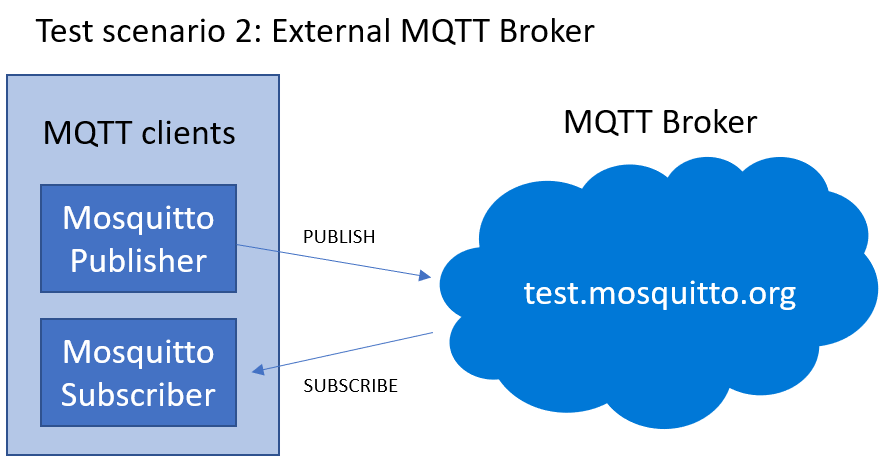 Test scenario 2: External MQTT Broker
MQTT clients
MQTT Broker
Mosquitto
Publisher
PUBLISH
test.mosquitto.org
Mosquitto
Subscriber
SUBSCRIBE